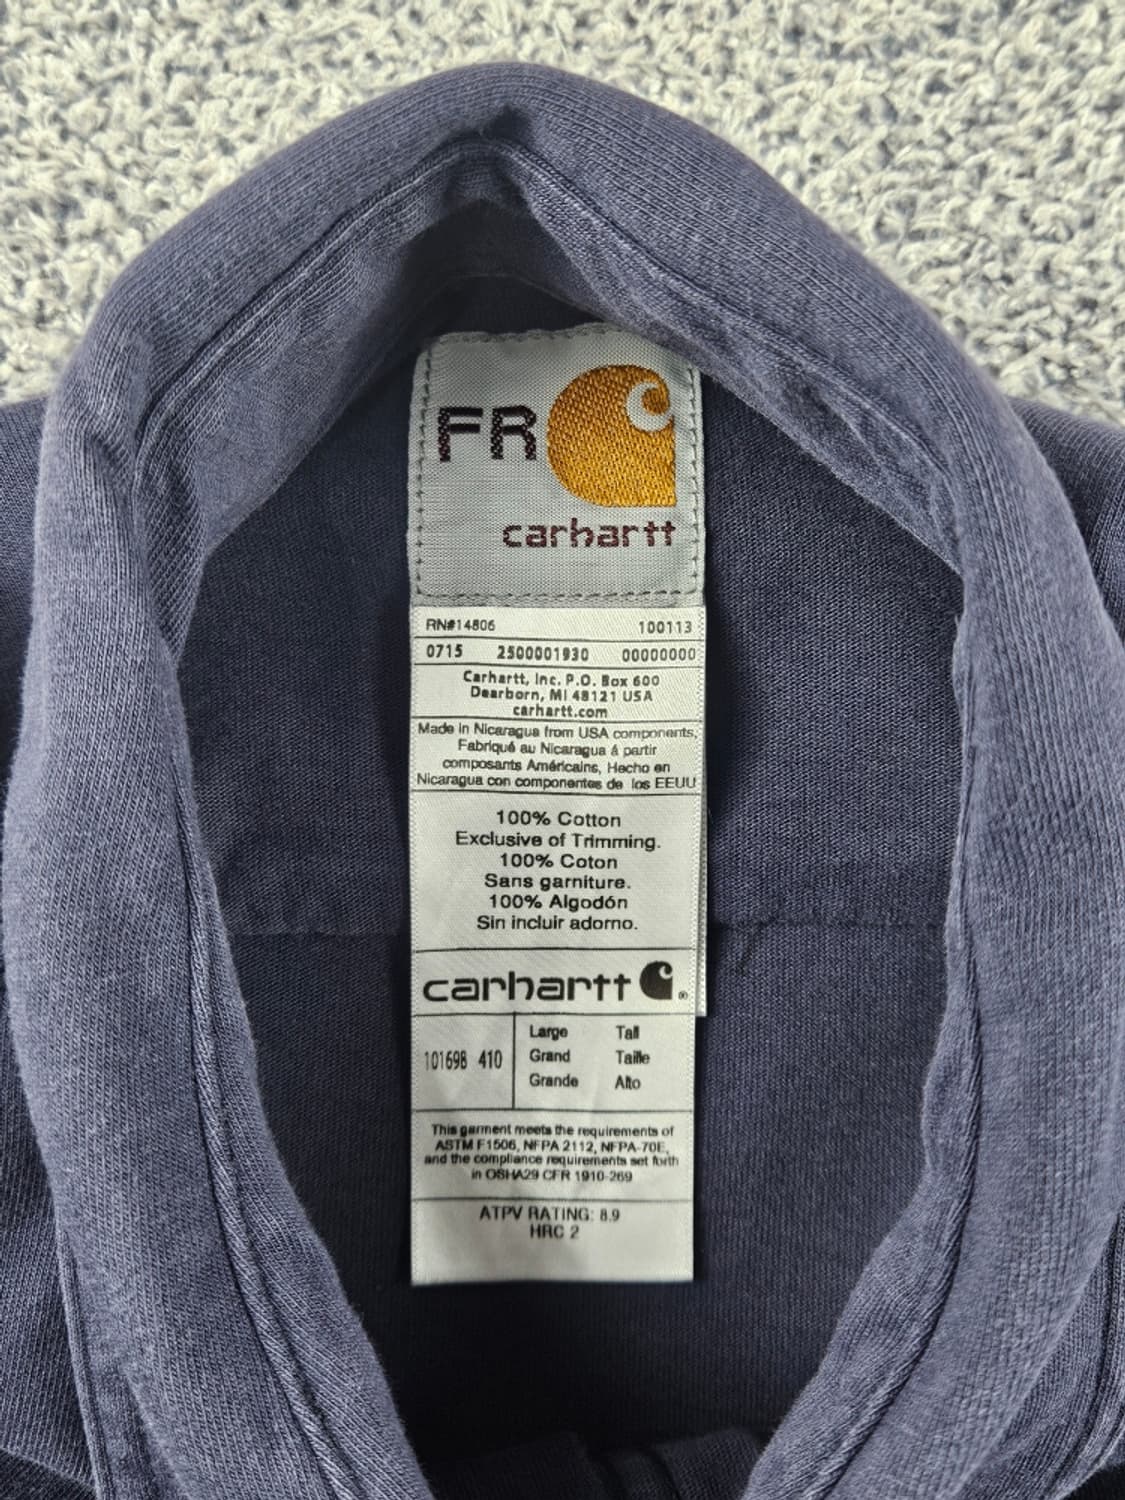 FR
carhartt
RN#14806 100113
0715 2500001930 00000000
Carhartt, Inc. P.O. Box 600
Dearborn, MI 48121 USA
carhartt.com
Made in Nicaragua from USA components,
Fabriqué au Nicaragua á partir
composants Américains, Hecho en
Nicaragua con componentes de los EEUU
100% Cotton
Exclusive of Trimming.
100% Coton
Sans garniture.
100% Algodón
Sin incluir adorno.
carhartt ®
101698 410
Large Tall
Grand Taille
Grande Alto
This garment meets the requirements of
ASTM F1506, NFPA 2112, NFPA-70E,
and the compliance requirements set forth
in OSHA29 CFR 1910-269
ATPV RATING: 8.9
HRC 2